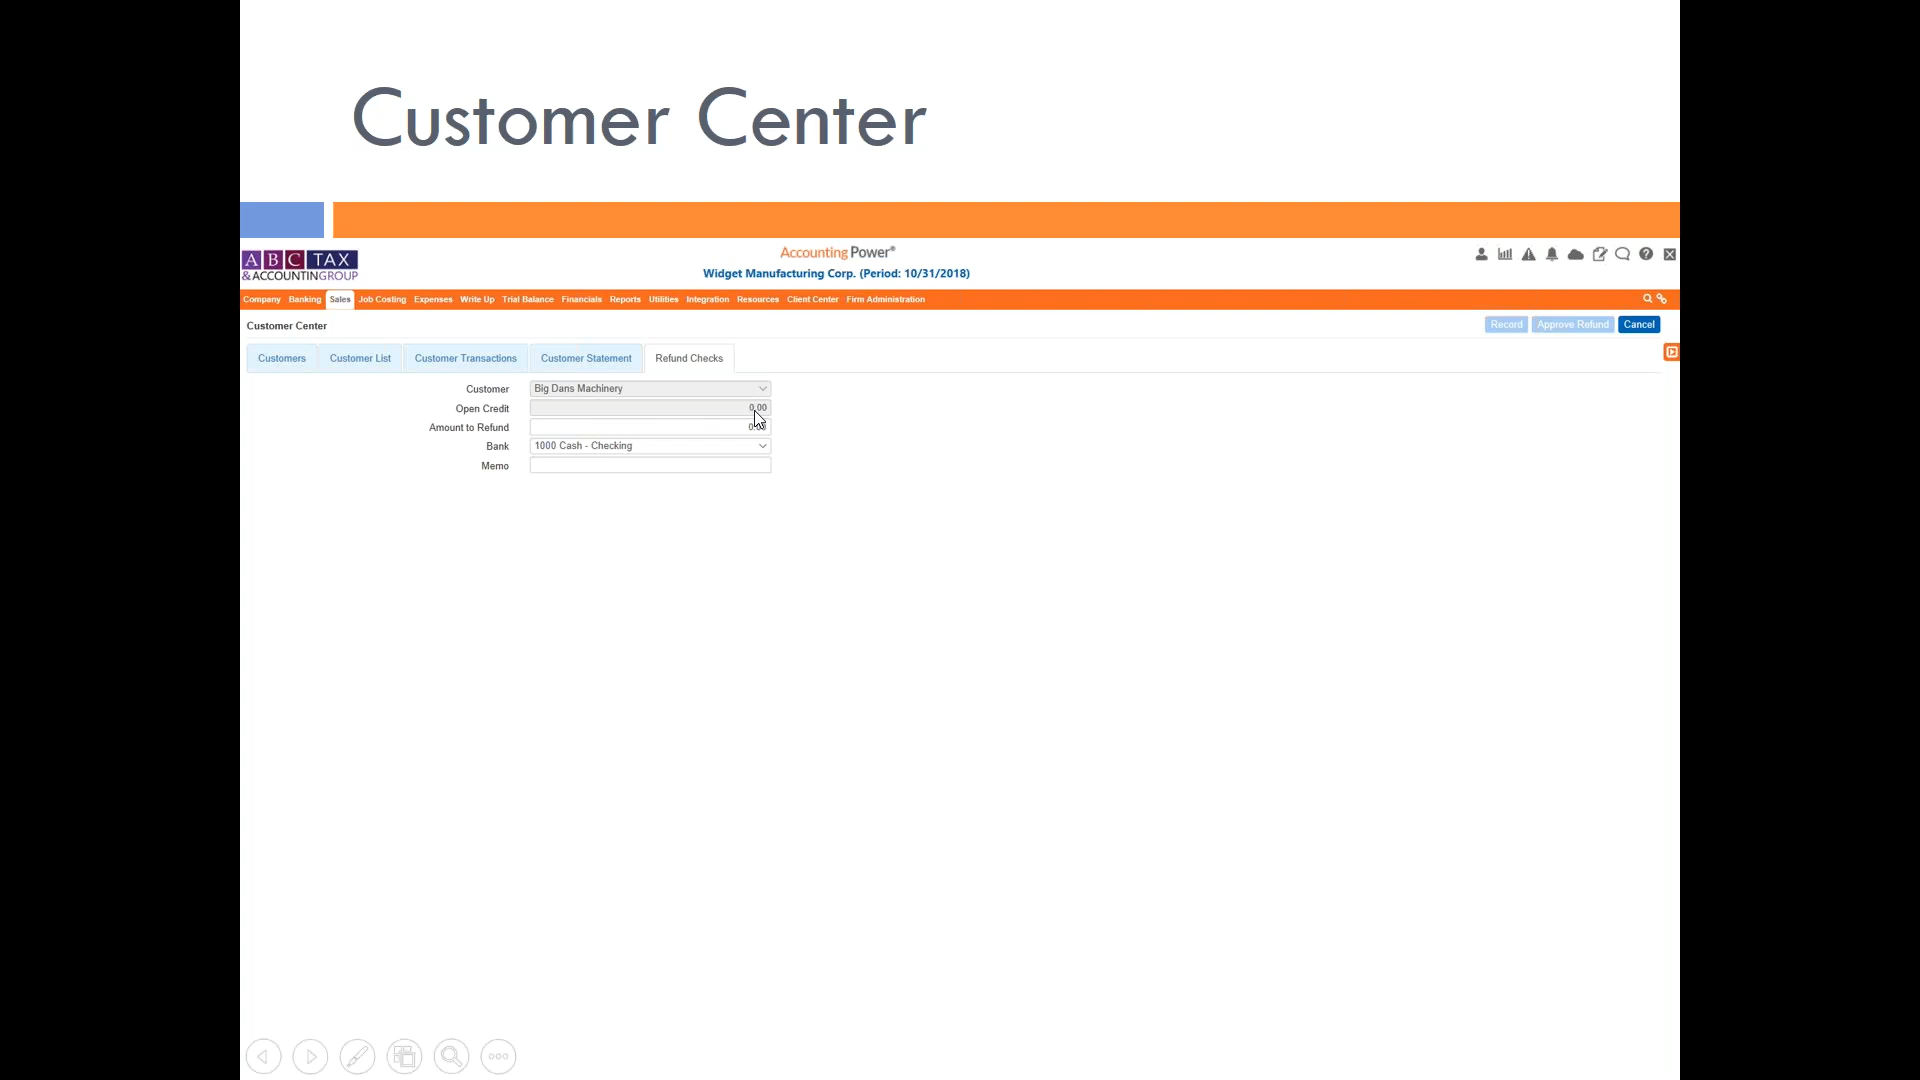 Customer Center
ABC TAX
& ACCOUNTINGROUP
Accounting Power®
Widget Manufacturing Corp. (Period: 10/31/2018)
Company Banking Sales Job Costing Expenses Write Up Trial Balance Financials Reports Utilities Integration Resources Client Center Firm Administration
Customer Center
Record Approve Refund Cancel
Customers Customer List Customer Transactions Customer Statement Refund Checks
Customer Big Dans Machinery
Open Credit 0.00
Amount to Refund
Bank 1000 Cash - Checking
Memo